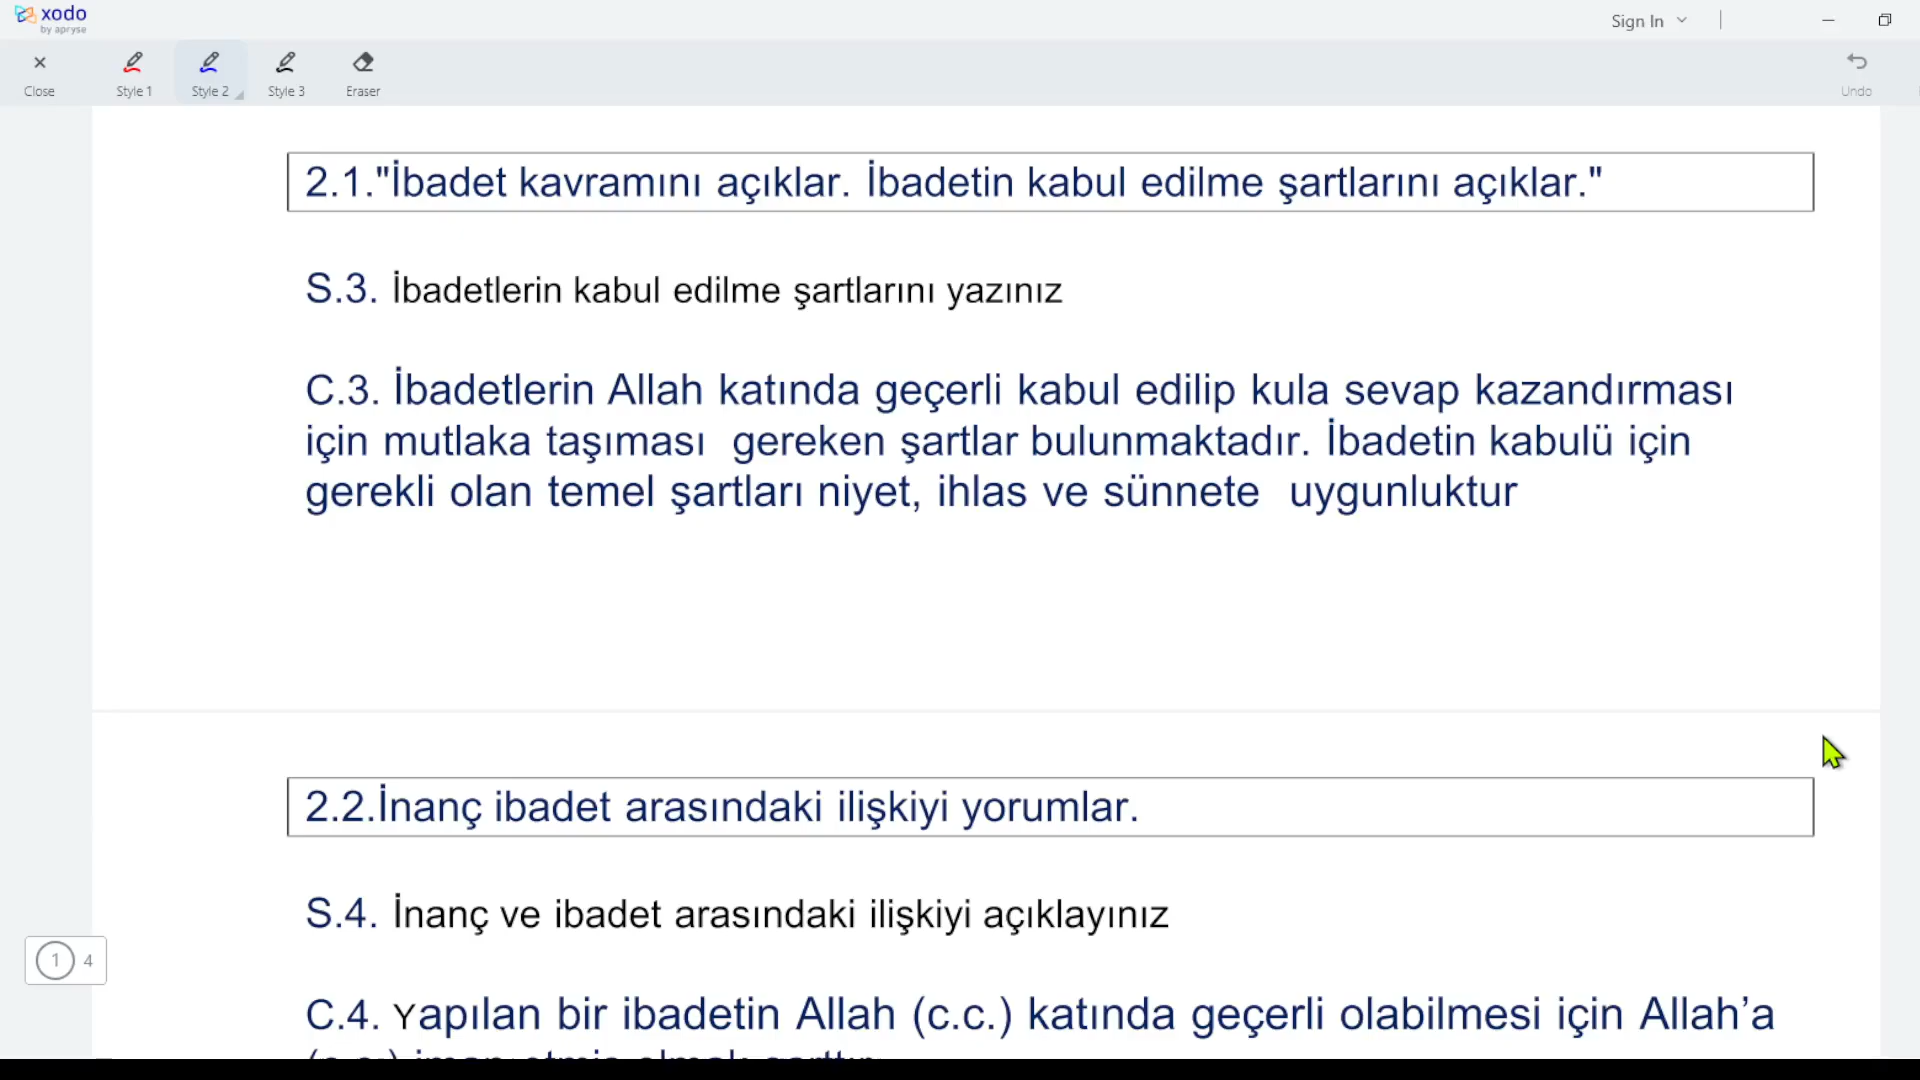 xodo
by apryse
Sign In
Close
Style 1
Style 2
Style 3
Eraser
Undo
2.1."İbadet kavramını açıklar. İbadetin kabul edilme şartlarını açıklar."
S.3. İbadetlerin kabul edilme şartlarını yazınız
C.3. İbadetlerin Allah katında geçerli kabul edilip kula sevap kazandırması
için mutlaka taşıması gereken şartlar bulunmaktadır. İbadetin kabulü için
gerekli olan temel şartları niyet, ihlas ve sünnete uygunluktur
2.2.İnanç ibadet arasındaki ilişkiyi yorumlar.
S.4. İnanç ve ibadet arasındaki ilişkiyi açıklayınız
1 4
C.4. Yapılan bir ibadetin Allah (c.c.) katında geçerli olabilmesi için Allah’a